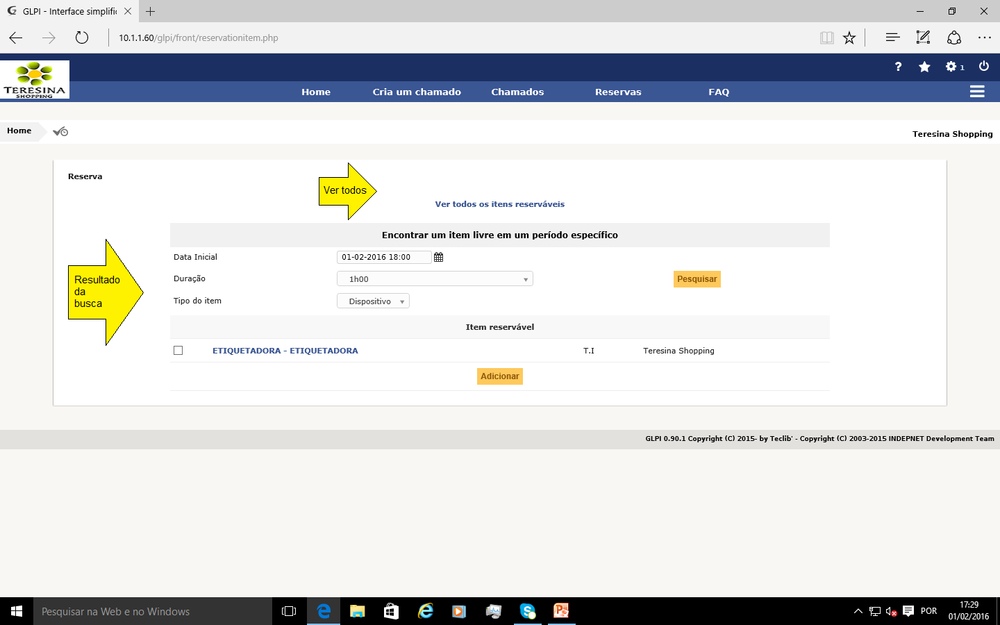 GLPI - Interface simplific
10.1.1.60/glpi/front/reservationitem.php
? 1
TERESINA
SHOPPING
Home Cria um chamado Chamados Reservas FAQ
Home
Teresina Shopping
Reserva
Ver todos
Ver todos os itens reserváveis
Encontrar um item livre em um período específico
Data Inicial 01-02-2016 18:00
Resultado
da
busca
Duração 1h00 Pesquisar
Tipo do item Dispositivo
Item reservável
ETIQUETADORA - ETIQUETADORA T.I Teresina Shopping
Adicionar
GLPI 0.90.1 Copyright (C) 2015- by Teclib' - Copyright (C) 2003-2015 INDEPNET Development Team
Pesquisar na Web e no Windows
POR
17:29
01/02/2016